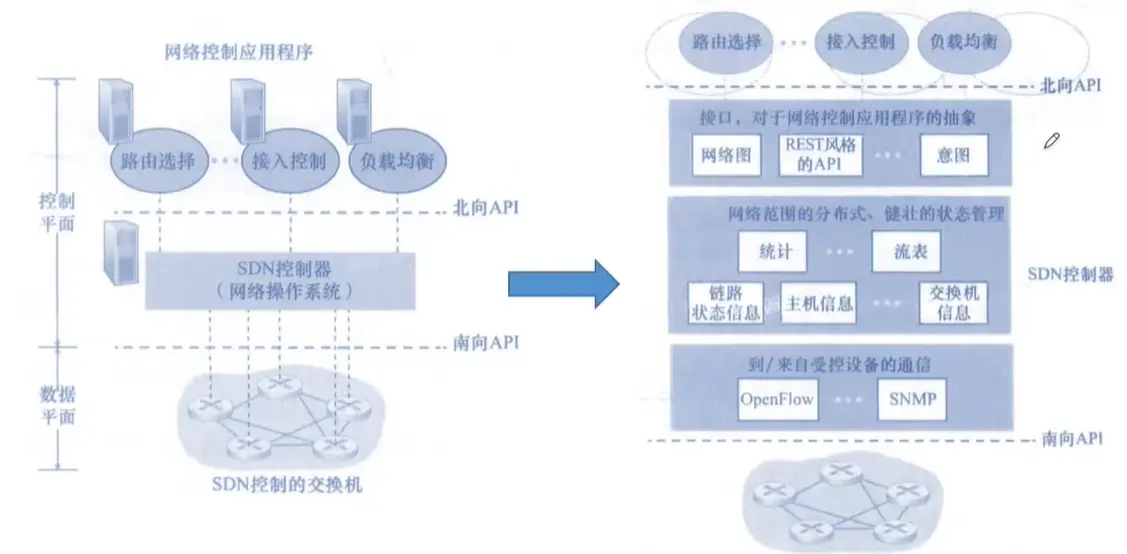 网络控制应用程序
路由选择
接入控制
负载均衡
控制
平面
北向API
SDN控制器
（网络操作系统）
南向API
数据
平面
SDN控制的交换机
路由选择
接入控制
负载均衡
北向API
接口，对于网络控制应用程序的抽象
网络图
REST风格
的API
意图
网络范围的分布式、健壮的状态管理
统计
流表
SDN控制器
链路
状态信息
主机信息
交换机
信息
到/来自受控设备的通信
OpenFlow
SNMP
南向API